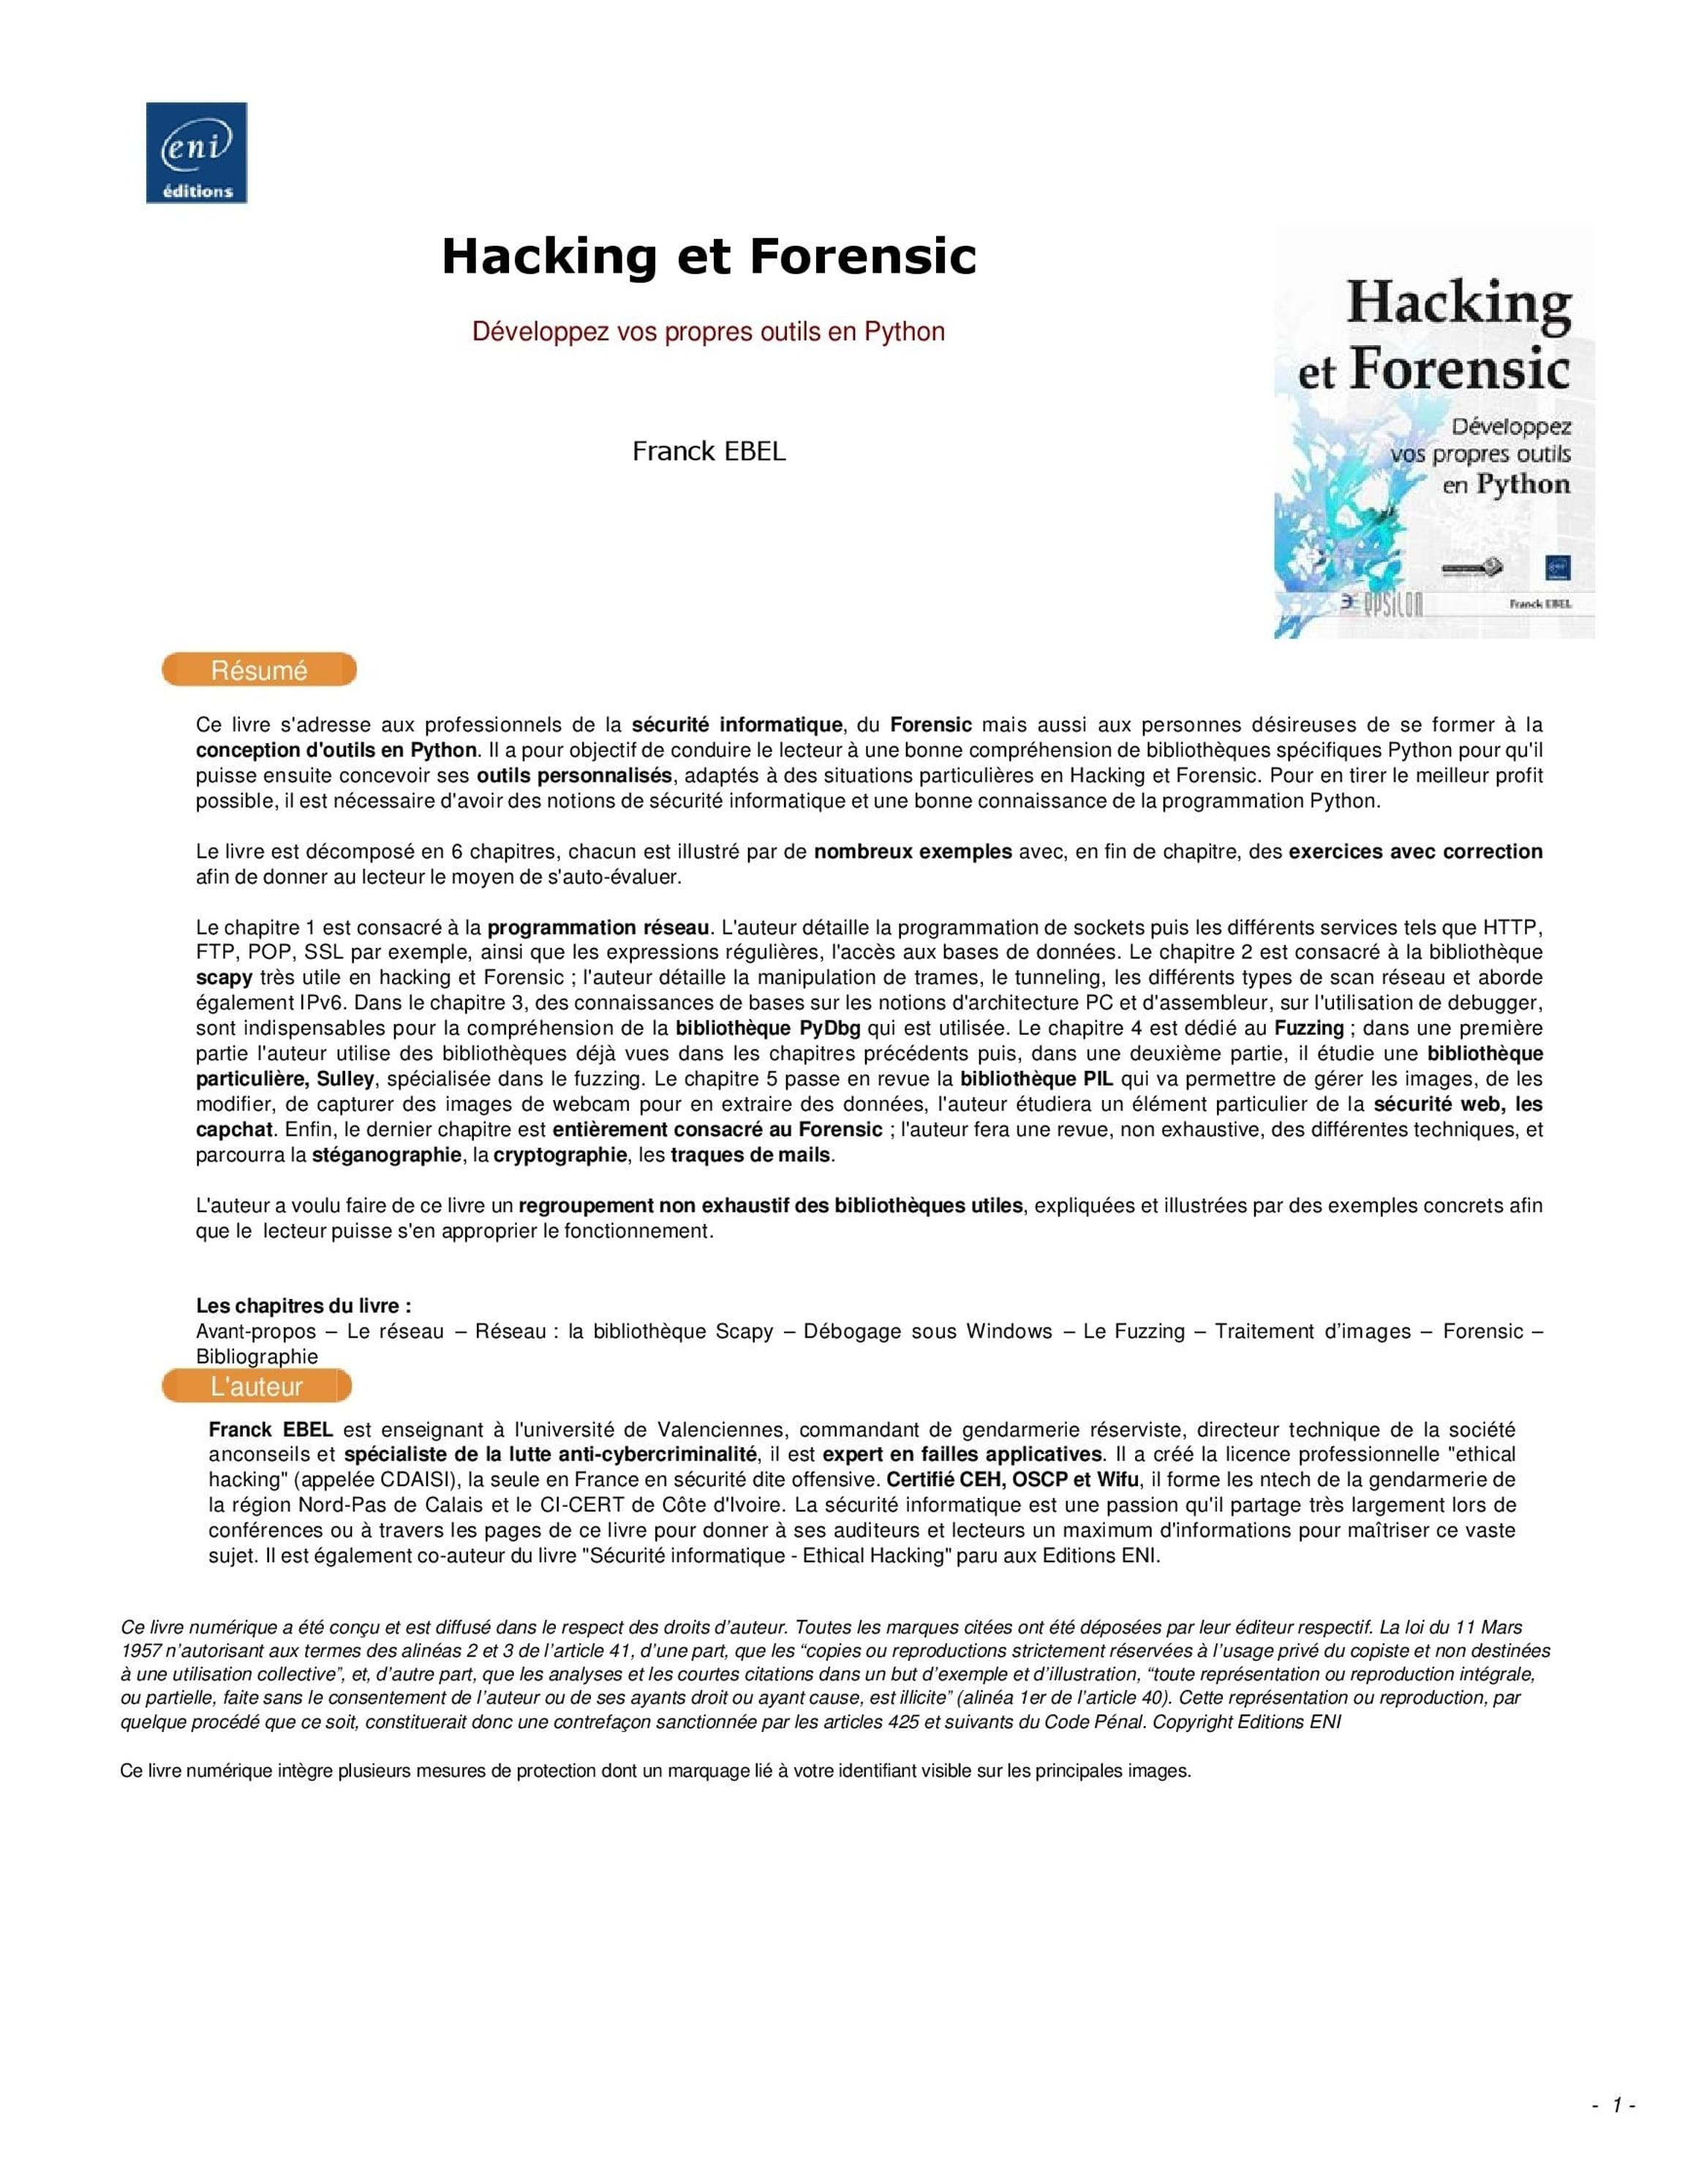 eni
éditions
Hacking et Forensic
Développez vos propres outils en Python
Franck EBEL
Hacking
et Forensic
Développez
vos propres outils
en Python
epsilon
Franck EBEL
Résumé
Ce livre s'adresse aux professionnels de la sécurité informatique, du Forensic mais aussi aux personnes désireuses de se former à la
conception d'outils en Python. Il a pour objectif de conduire le lecteur à une bonne compréhension de bibliothèques spécifiques Python pour qu'il
puisse ensuite concevoir ses outils personnalisés, adaptés à des situations particulières en Hacking et Forensic. Pour en tirer le meilleur profit
possible, il est nécessaire d'avoir des notions de sécurité informatique et une bonne connaissance de la programmation Python.
Le livre est décomposé en 6 chapitres, chacun est illustré par de nombreux exemples avec, en fin de chapitre, des exercices avec correction
afin de donner au lecteur le moyen de s'auto-évaluer.
Le chapitre 1 est consacré à la programmation réseau. L'auteur détaille la programmation de sockets puis les différents services tels que HTTP,
FTP, POP, SSL par exemple, ainsi que les expressions régulières, l'accès aux bases de données. Le chapitre 2 est consacré à la bibliothèque
scapy très utile en hacking et Forensic ; l'auteur détaille la manipulation de trames, le tunneling, les différents types de scan réseau et aborde
également IPv6. Dans le chapitre 3, des connaissances de bases sur les notions d'architecture PC et d'assembleur, sur l'utilisation de debugger,
sont indispensables pour la compréhension de la bibliothèque PyDbg qui est utilisée. Le chapitre 4 est dédié au Fuzzing ; dans une première
partie l'auteur utilise des bibliothèques déjà vues dans les chapitres précédents puis, dans une deuxième partie, il étudie une bibliothèque
particulière, Sulley, spécialisée dans le fuzzing. Le chapitre 5 passe en revue la bibliothèque PIL qui va permettre de gérer les images, de les
modifier, de capturer des images de webcam pour en extraire des données, l'auteur étudiera un élément particulier de la sécurité web, les
capchat. Enfin, le dernier chapitre est entièrement consacré au Forensic ; l'auteur fera une revue, non exhaustive, des différentes techniques, et
parcourra la stéganographie, la cryptographie, les traques de mails.
L'auteur a voulu faire de ce livre un regroupement non exhaustif des bibliothèques utiles, expliquées et illustrées par des exemples concrets afin
que le lecteur puisse s'en approprier le fonctionnement.
Les chapitres du livre :
Avant-propos – Le réseau – Réseau : la bibliothèque Scapy – Débogage sous Windows – Le Fuzzing – Traitement d’images – Forensic –
Bibliographie
L'auteur
Franck EBEL est enseignant à l'université de Valenciennes, commandant de gendarmerie réserviste, directeur technique de la société
anconseils et spécialiste de la lutte anti-cybercriminalité, il est expert en failles applicatives. Il a créé la licence professionnelle "ethical
hacking" (appelée CDAISI), la seule en France en sécurité dite offensive. Certifié CEH, OSCP et Wifu, il forme les ntech de la gendarmerie de
la région Nord-Pas de Calais et le CI-CERT de Côte d'Ivoire. La sécurité informatique est une passion qu'il partage très largement lors de
conférences ou à travers les pages de ce livre pour donner à ses auditeurs et lecteurs un maximum d'informations pour maîtriser ce vaste
sujet. Il est également co-auteur du livre "Sécurité informatique - Ethical Hacking" paru aux Editions ENI.
Ce livre numérique a été conçu et est diffusé dans le respect des droits d’auteur. Toutes les marques citées ont été déposées par leur éditeur respectif. La loi du 11 Mars
1957 n’autorisant aux termes des alinéas 2 et 3 de l’article 41, d’une part, que les “copies ou reproductions strictement réservées à l’usage privé du copiste et non destinées
à une utilisation collective”, et, d’autre part, que les analyses et les courtes citations dans un but d’exemple et d’illustration, “toute représentation ou reproduction intégrale,
ou partielle, faite sans le consentement de l’auteur ou de ses ayants droit ou ayant cause, est illicite” (alinéa 1er de l’article 40). Cette représentation ou reproduction, par
quelque procédé que ce soit, constituerait donc une contrefaçon sanctionnée par les articles 425 et suivants du Code Pénal. Copyright Editions ENI
Ce livre numérique intègre plusieurs mesures de protection dont un marquage lié à votre identifiant visible sur les principales images.
- 1 -